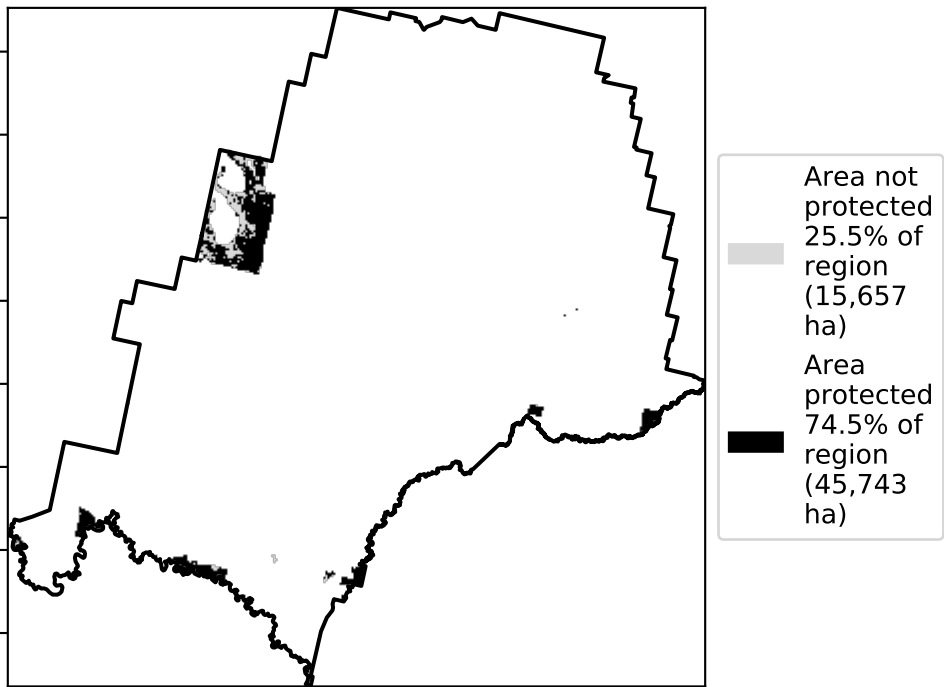 Area not
protected
25.5% of
region
(15,657
ha)
Area
protected
74.5% of
region
(45,743
ha)